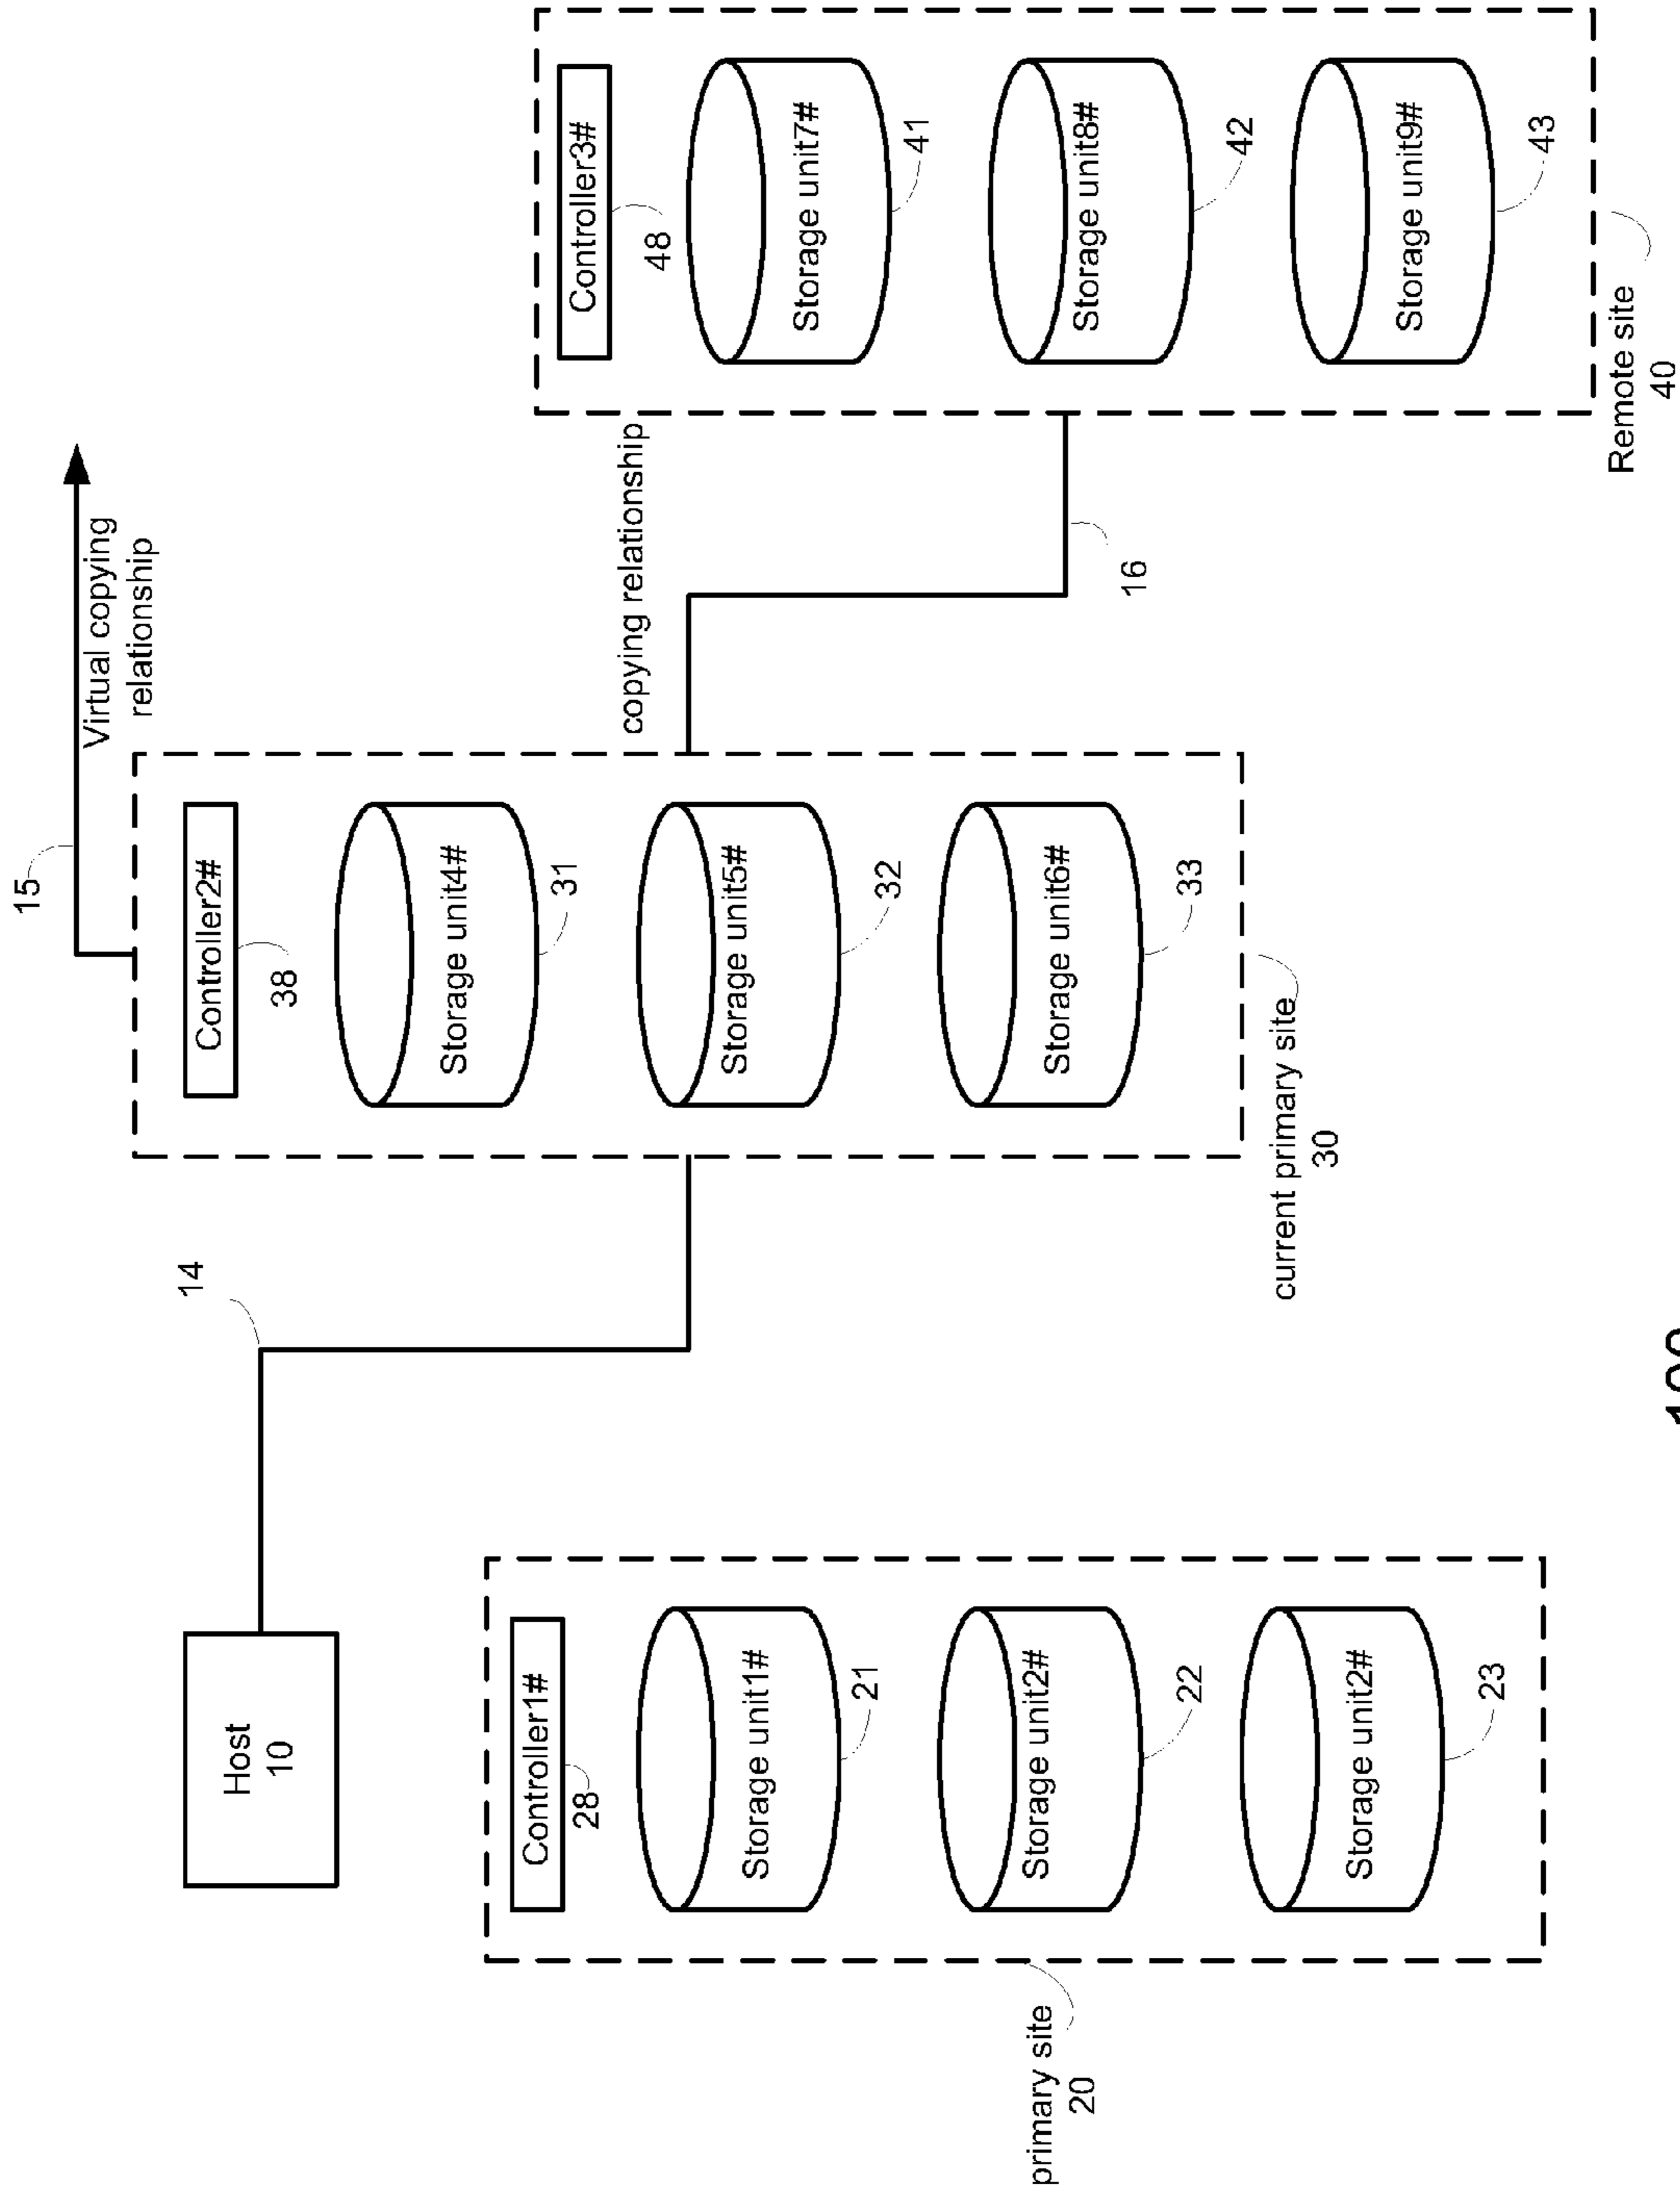 15
Virtual copying
relationship
Host
10
14
Controller2#
38
Storage unit4#
31
Storage unit5#
32
Storage unit6#
33
current primary site
30
primary site
20
Controller1#
28
Storage unit1#
21
Storage unit2#
22
Storage unit2#
23
copying relationship
16
Controller3#
48
Storage unit7#
41
Storage unit8#
42
Storage unit9#
43
Remote site
40